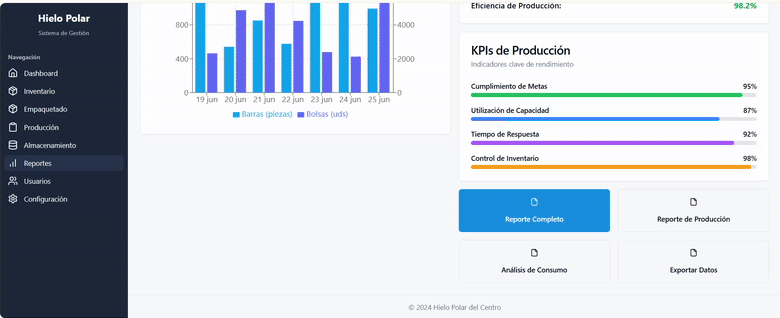 Hielo Polar
Sistema de Gestión
Navegación
Dashboard
Inventario
Empaquetado
Producción
Almacenamiento
Reportes
Usuarios
Configuración
800
400
0
4000
2000
0
19 jun 20 jun 21 jun 22 jun 23 jun 24 jun 25 jun
Barras (piezas) Bolsas (uds)
Eficiencia de Producción: 98.2%
KPIs de Producción
Indicadores clave de rendimiento
Cumplimiento de Metas 95%
Utilización de Capacidad 87%
Tiempo de Respuesta 92%
Control de Inventario 98%
Reporte Completo
Reporte de Producción
Análisis de Consumo
Exportar Datos
© 2024 Hielo Polar del Centro